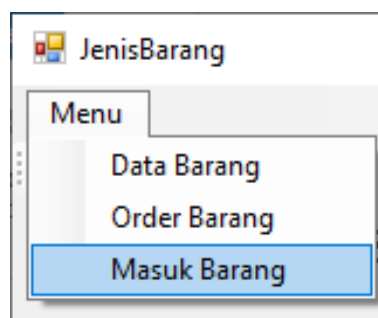 JenisBarang
Menu
Data Barang
Order Barang
Masuk Barang